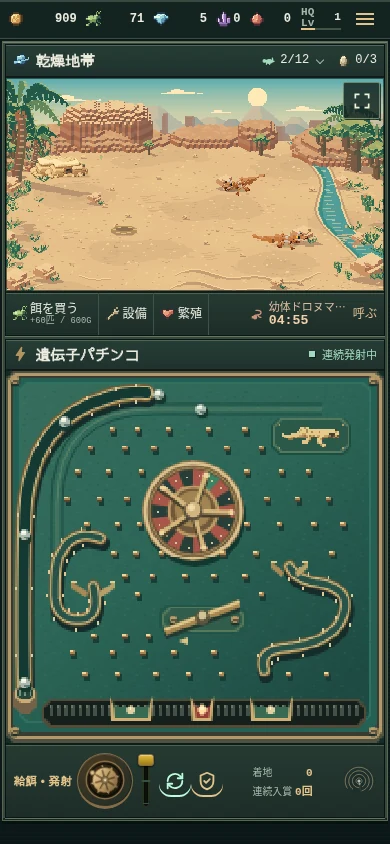 909 71 5 0 0 HQ Lv 1
乾燥地帯 2/12 0/3
餌を買う
+60匹 / 600G
設備
繁殖
幼体ドロヌマ…
04:55
呼ぶ
遺伝子パチンコ 連続発射中
給餌・発射
着地 0
連続入賞 0回